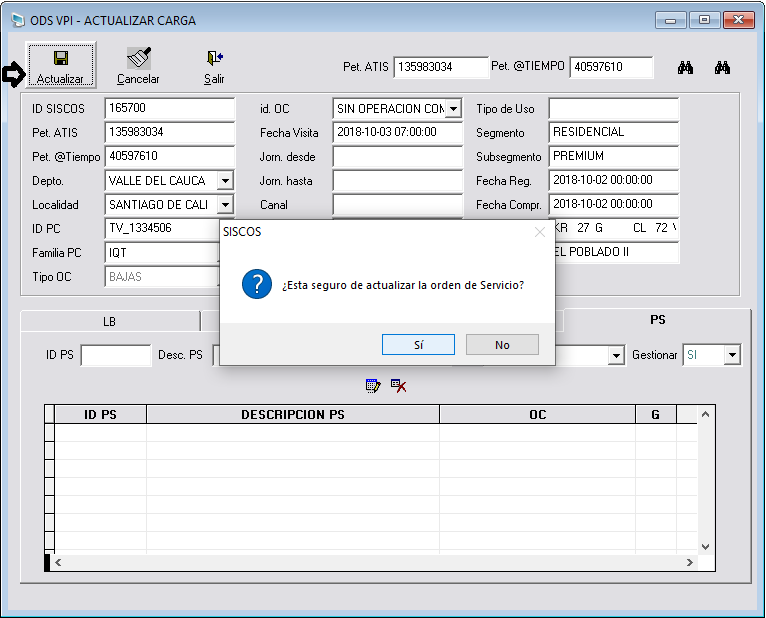 ODS VPI - ACTUALIZAR CARGA
Actualizar Cancelar Salir Pet. ATIS 135983034 Pet. @TIEMPO 40597610
ID SISCOS 165700 id. OC SIN OPERACION COM Tipo de Uso
Pet. ATIS 135983034 Fecha Visita 2018-10-03 07:00:00 Segmento RESIDENCIAL
Pet. @Tiempo 40597610 Jorn. desde Subsegmento PREMIUM
Depto. VALLE DEL CAUCA Jorn. hasta Fecha Reg. 2018-10-02 00:00:00
Localidad SANTIAGO DE CALI Canal Fecha Compr. 2018-10-02 00:00:00
ID PC TV_1334506 KR 27 G CL 72
Familia PC IQT EL POBLADO II
Tipo OC BAJAS
SISCOS
? ¿Esta seguro de actualizar la orden de Servicio?
Sí No
LB PS
ID PS Desc. PS Gestionar SI
ID PS DESCRIPCION PS OC G